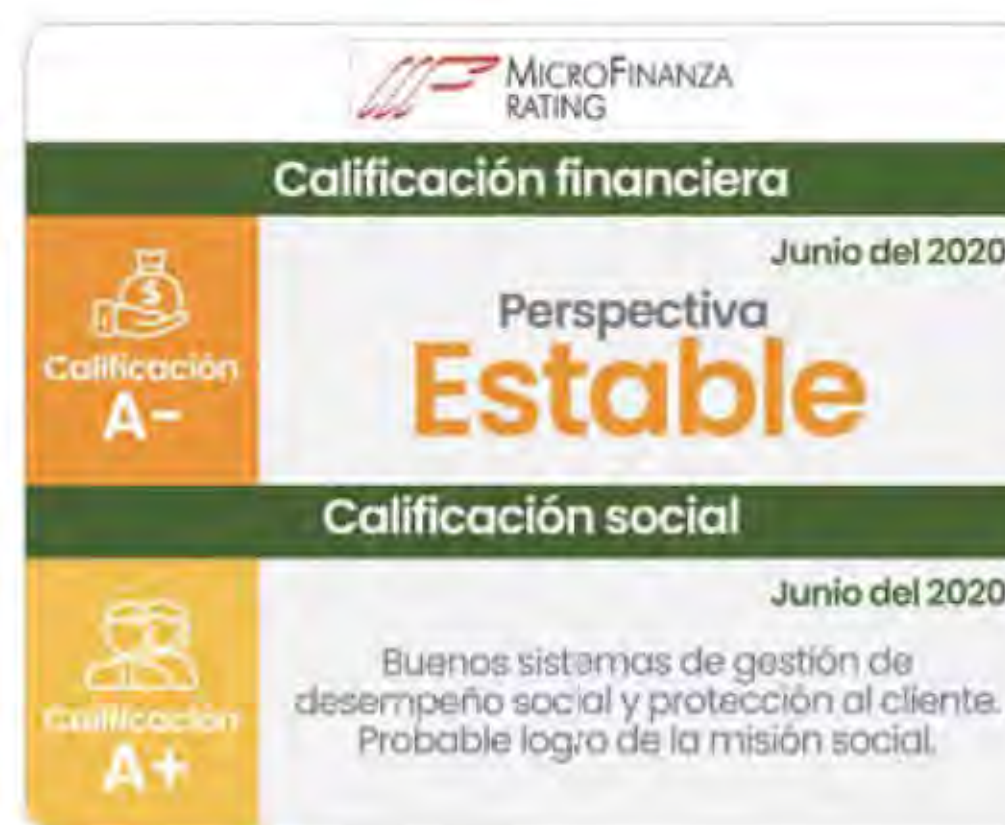 MICROFINANZA
RATING
Calificación financiera
Junio del 2020
Calificación
A-
Perspectiva
Estable
Calificación social
Junio del 2020
Calificación
A+
Buenos sistemas de gestión de
desempeño social y protección al cliente.
Probable logro de la misión social.